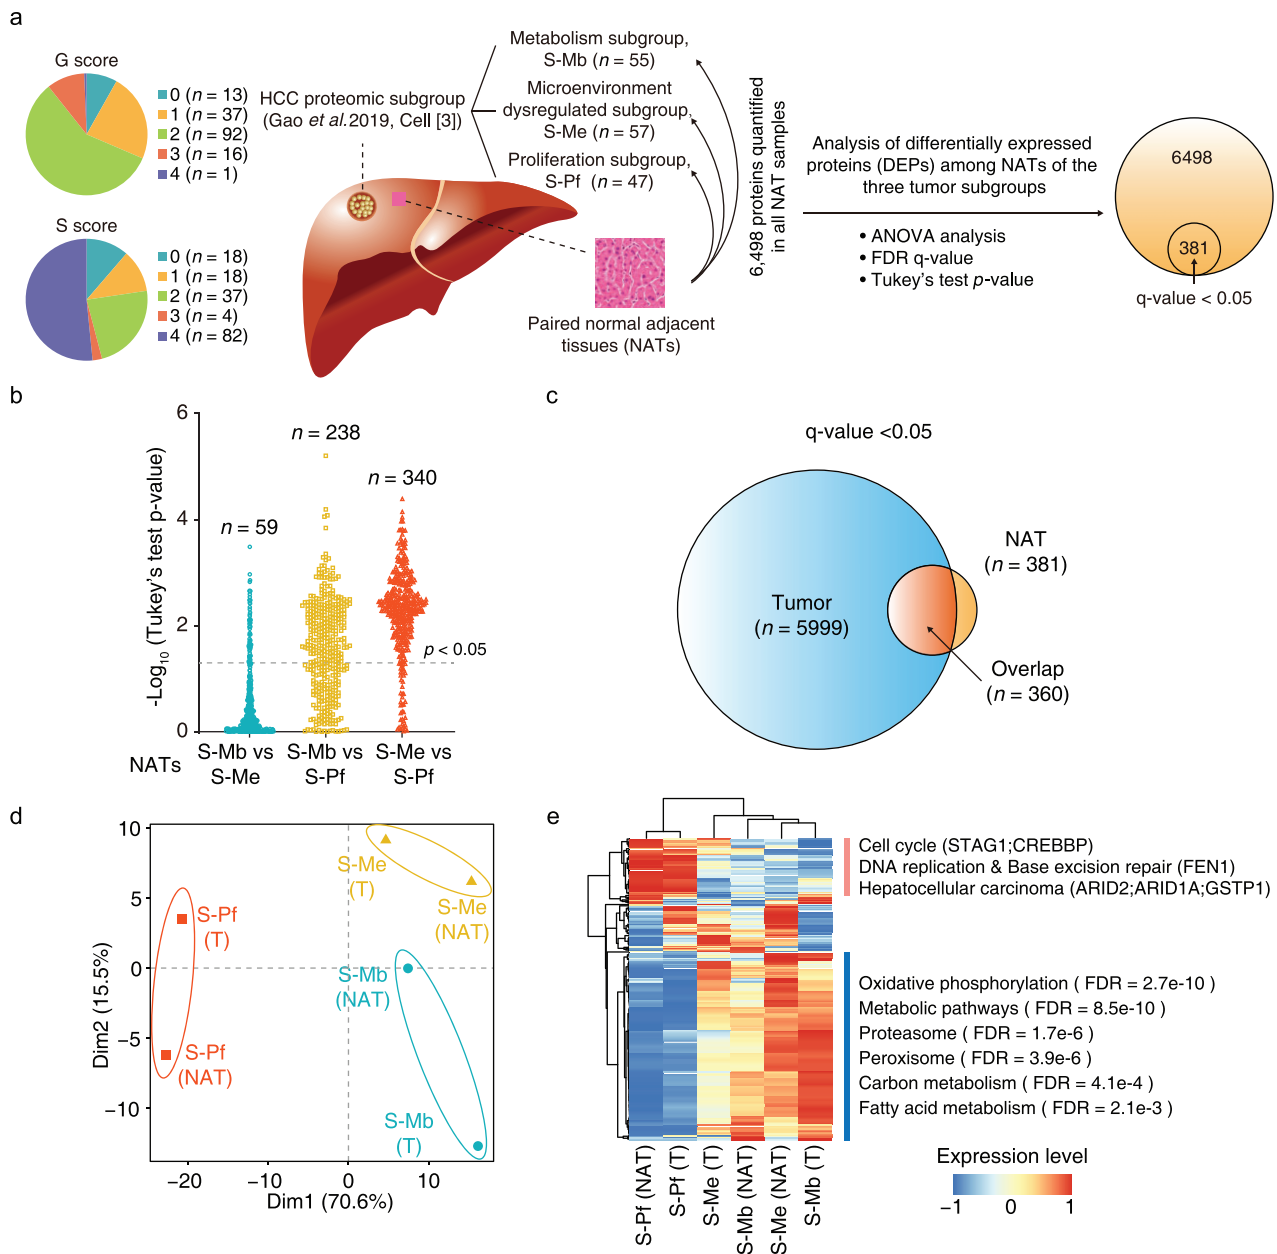 a
G score
0 (n = 13)
1 (n = 37)
2 (n = 92)
3 (n = 16)
4 (n = 1)
S score
0 (n = 18)
1 (n = 18)
2 (n = 37)
3 (n = 4)
4 (n = 82)
HCC proteomic subgroup
(Gao et al. 2019, Cell [3])
Metabolism subgroup,
S-Mb (n = 55)
Microenvironment
dysregulated subgroup,
S-Me (n = 57)
Proliferation subgroup,
S-Pf (n = 47)
Paired normal adjacent
tissues (NATs)
6,498 proteins quantified
in all NAT samples
Analysis of differentially expressed
proteins (DEPs) among NATs of the
three tumor subgroups
• ANOVA analysis
• FDR q-value
• Tukey's test p-value
6498
381
q-value < 0.05
b
-Log10 (Tukey's test p-value)
6
4
2
0
n = 59
n = 238
n = 340
p < 0.05
NATs
S-Mb vs
S-Me
S-Mb vs
S-Pf
S-Me vs
S-Pf
c
q-value <0.05
Tumor
(n = 5999)
NAT
(n = 381)
Overlap
(n = 360)
d
Dim2 (15.5%)
10
5
0
−5
−10
S-Me
(T)
S-Me
(NAT)
S-Pf
(T)
S-Mb
(NAT)
S-Pf
(NAT)
S-Mb
(T)
−20
−10
0
10
Dim1 (70.6%)
e
Cell cycle (STAG1;CREBBP)
DNA replication & Base excision repair (FEN1)
Hepatocellular carcinoma (ARID2;ARID1A;GSTP1)
Oxidative phosphorylation ( FDR = 2.7e-10 )
Metabolic pathways ( FDR = 8.5e-10 )
Proteasome ( FDR = 1.7e-6 )
Peroxisome ( FDR = 3.9e-6 )
Carbon metabolism ( FDR = 4.1e-4 )
Fatty acid metabolism ( FDR = 2.1e-3 )
S-Pf (NAT)
S-Pf (T)
S-Me (T)
S-Mb (NAT)
S-Me (NAT)
S-Mb (T)
Expression level
−1
0
1